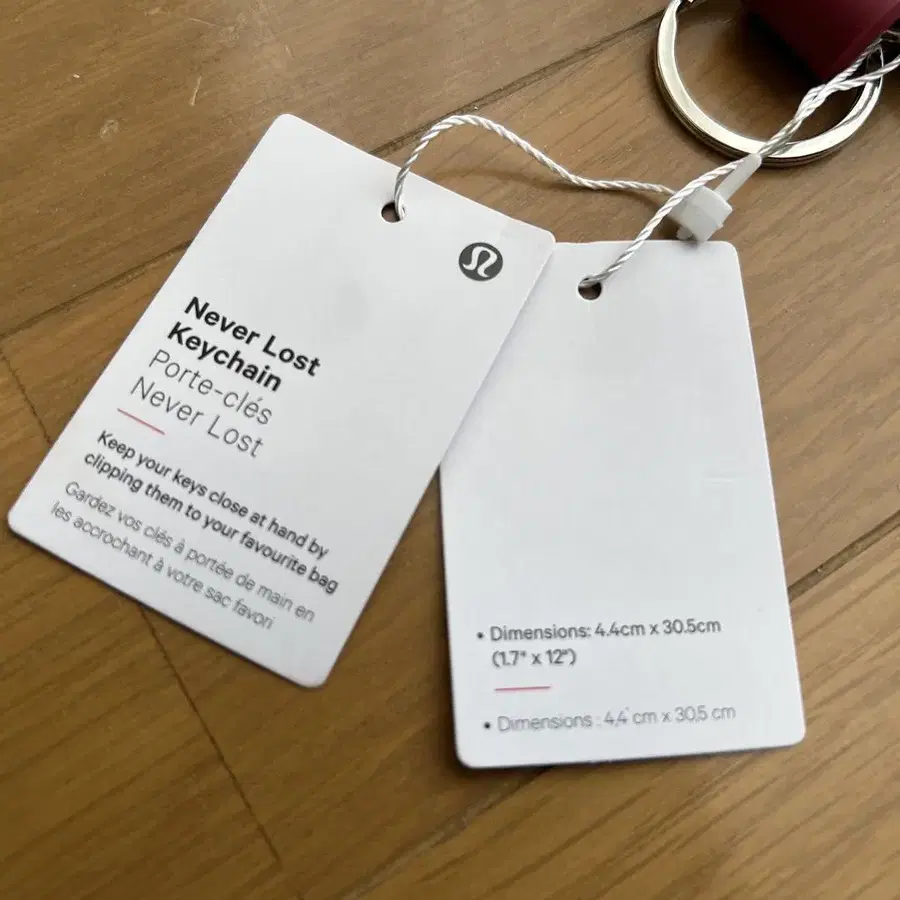 Never Lost
Keychain
Porte-clés
Never Lost
Keep your keys close at hand by
clipping them to your favourite bag
Gardez vos clés à portée de main en
les accrochant à votre sac favori
• Dimensions: 4.4cm x 30.5cm
(1.7" x 12")
• Dimensions : 4,4 cm x 30,5 cm